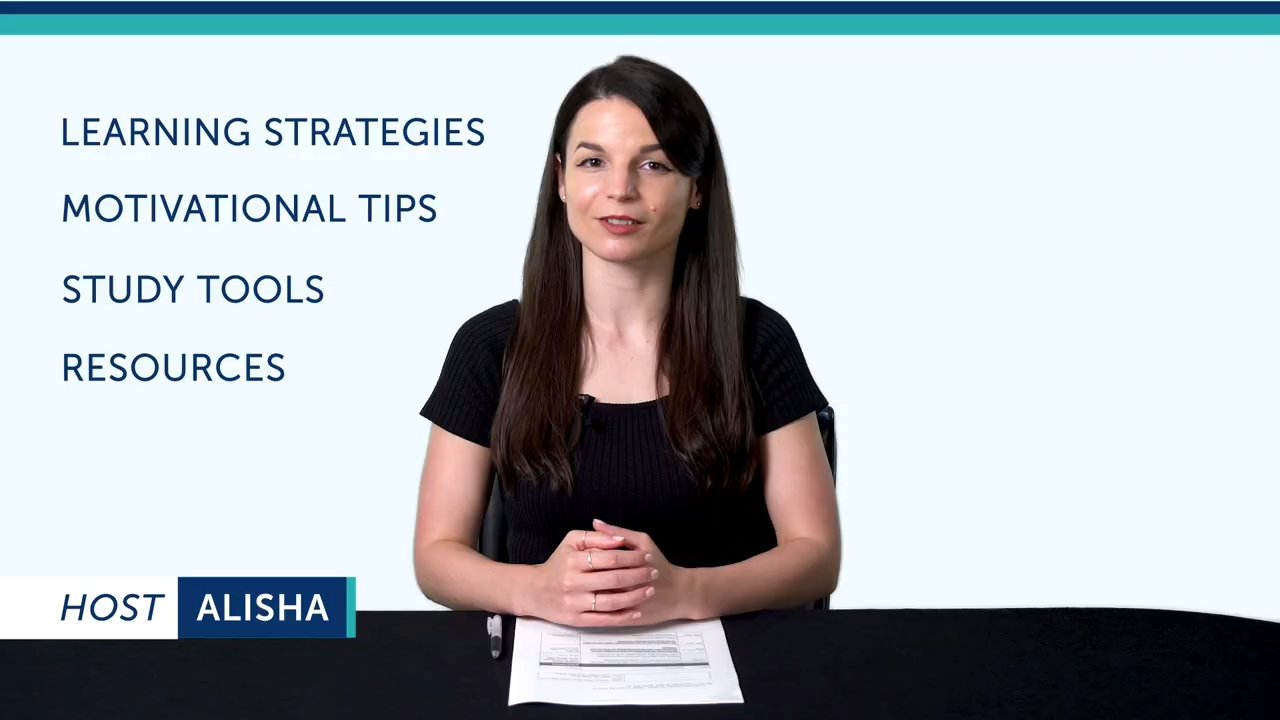 LEARNING STRATEGIES
MOTIVATIONAL TIPS
STUDY TOOLS
RESOURCES
HOST ALISHA